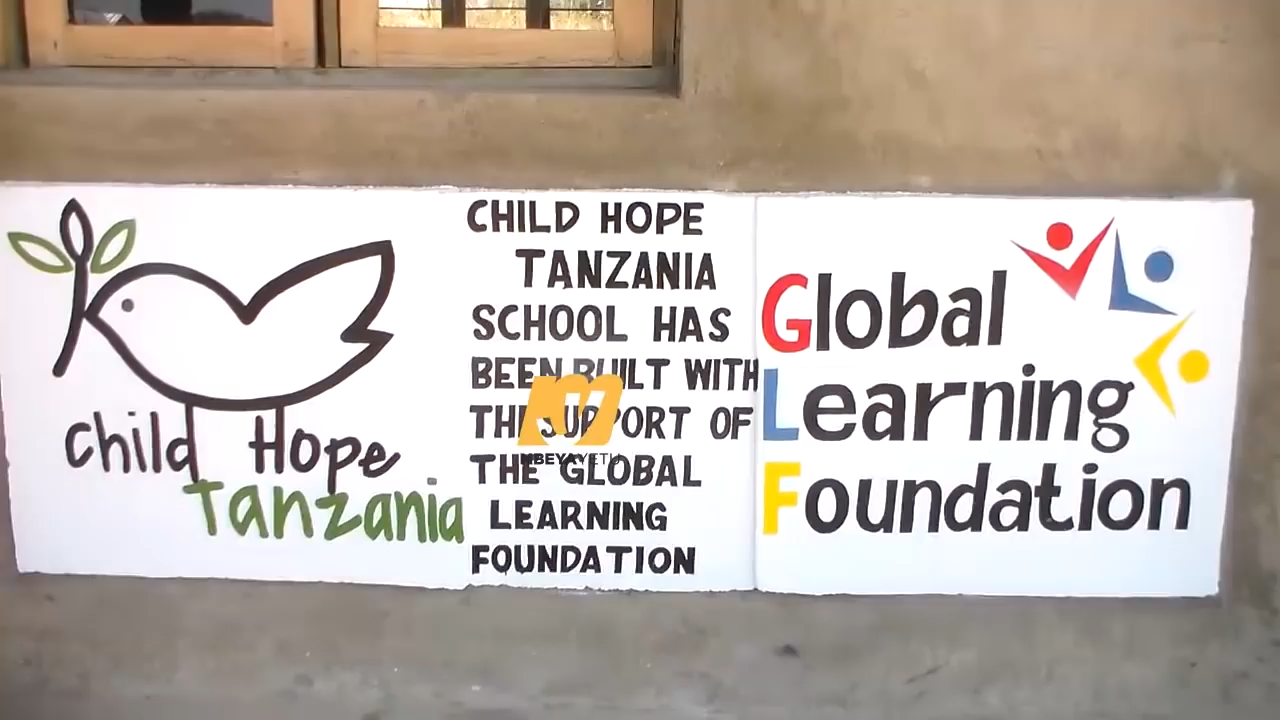 Child Hope
Tanzania
CHILD HOPE
TANZANIA
SCHOOL HAS
BEEN BUILT WITH
THE SUPPORT OF
THE GLOBAL
LEARNING
FOUNDATION
Global
Learning
Foundation
MBEYAYETU